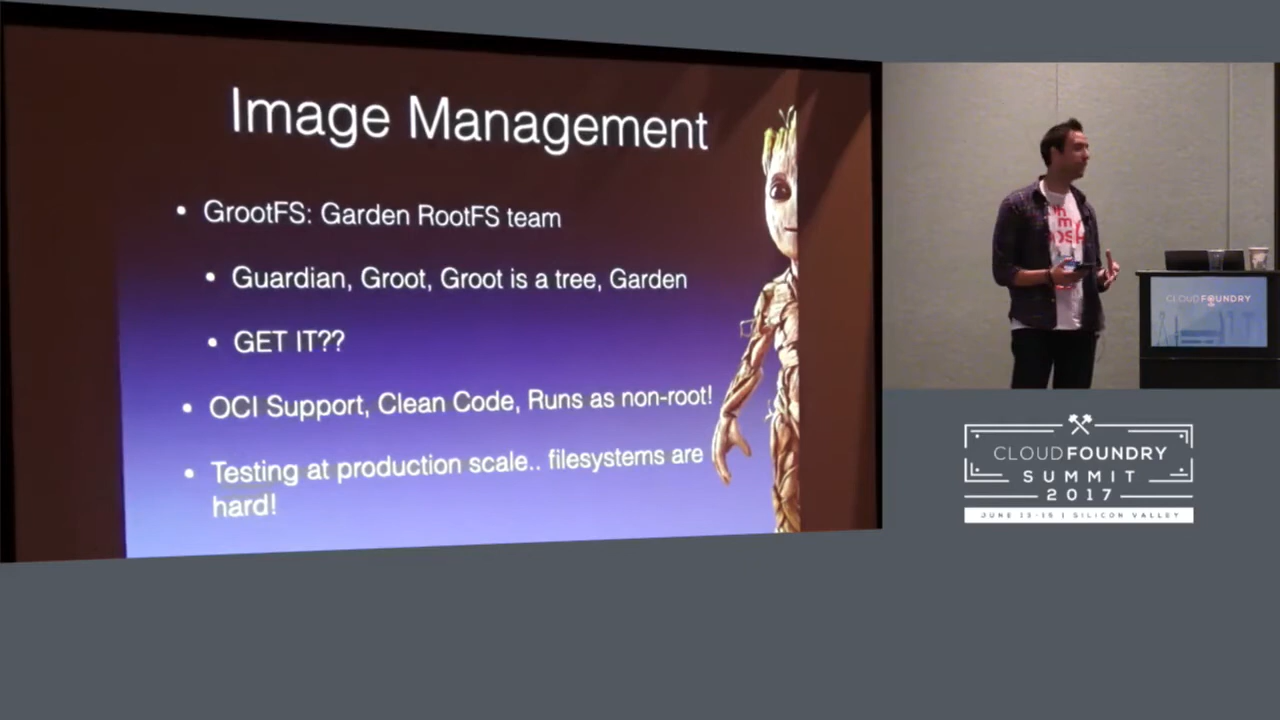 Image Management
• GrootFS: Garden RootFS team
• Guardian, Groot, Groot is a tree, Garden
• GET IT??
• OCI Support, Clean Code, Runs as non-root!
• Testing at production scale.. filesystems are
hard!
CLOUD FOUNDRY
CLOUD FOUNDRY
SUMMIT
2017
JUNE 13-15 | SILICON VALLEY